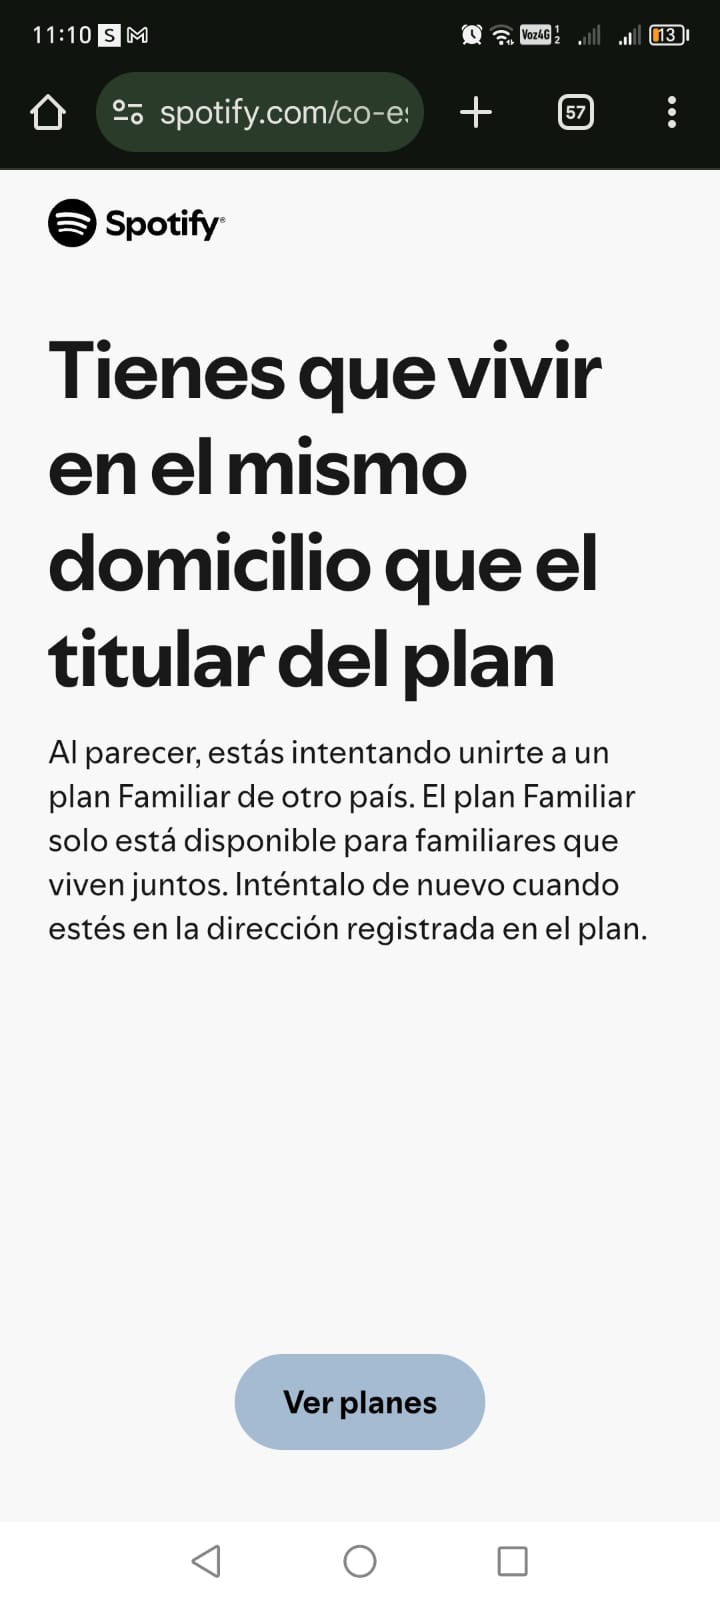 11:10 S M Voz4G 1 2 13
spotify.com/co-e 57
Spotify
Tienes que vivir
en el mismo
domicilio que el
titular del plan
Al parecer, estás intentando unirte a un
plan Familiar de otro país. El plan Familiar
solo está disponible para familiares que
viven juntos. Inténtalo de nuevo cuando
estés en la dirección registrada en el plan.
Ver planes